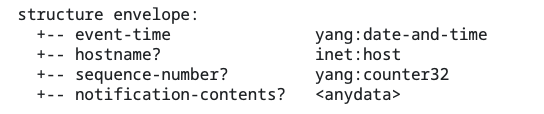 structure envelope:
  +-- event-time               yang:date-and-time
  +-- hostname?                inet:host
  +-- sequence-number?         yang:counter32
  +-- notification-contents?   <anydata>